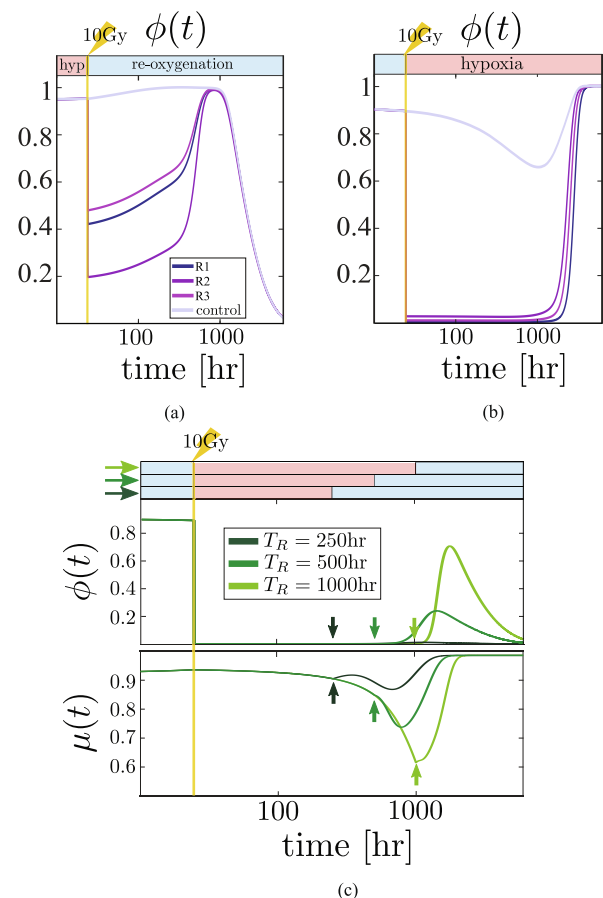 ϕ(t) ϕ(t)
10Gy 10Gy
hyp re-oxygenation hypoxia
1 1
0.8 0.8
0.6 0.6
0.4 0.4
R1
R2
R3
control
0.2 0.2
100 1000 100 1000
time [hr] time [hr]
(a) (b)
10Gy
0.8
0.6
0.4
0.2
ϕ(t)
T_R = 250hr
T_R = 500hr
T_R = 1000hr
0.9
0.8
0.7
0.6
μ(t)
100 1000
time [hr]
(c)